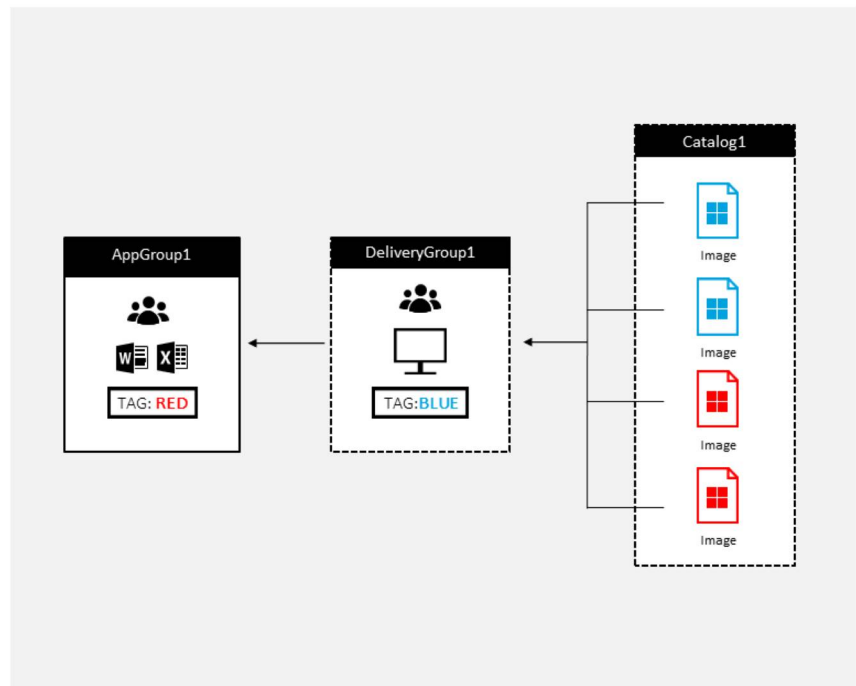 AppGroup1
W X
TAG: RED
DeliveryGroup1
TAG:BLUE
Catalog1
Image
Image
Image
Image